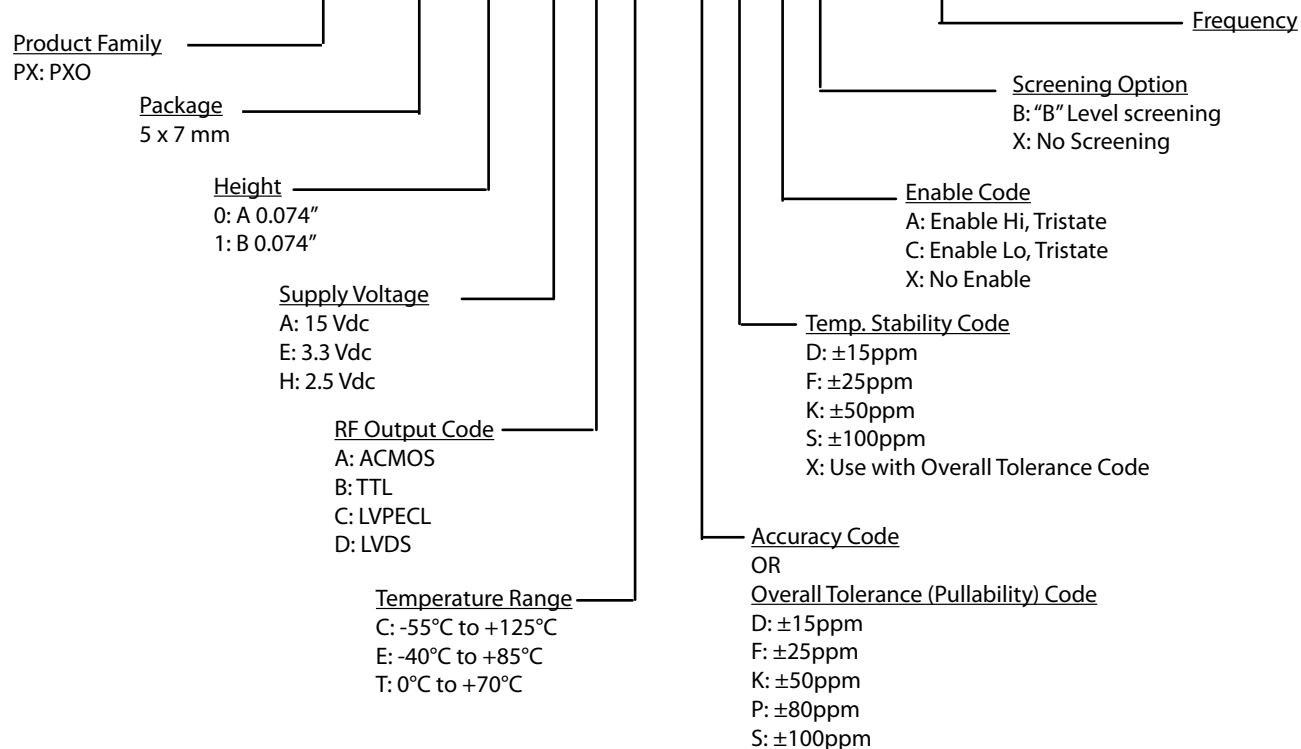 Product Family
PX: PXO
Package
5 x 7 mm
Height
0: A 0.074”
1: B 0.074”
Supply Voltage
A: 15 Vdc
E: 3.3 Vdc
H: 2.5 Vdc
RF Output Code
A: ACMOS
B: TTL
C: LVPECL
D: LVDS
Temperature Range
C: -55°C to +125°C
E: -40°C to +85°C
T: 0°C to +70°C
Frequency
Screening Option
B: “B” Level screening
X: No Screening
Enable Code
A: Enable Hi, Tristate
C: Enable Lo, Tristate
X: No Enable
Temp. Stability Code
D: ±15ppm
F: ±25ppm
K: ±50ppm
S: ±100ppm
X: Use with Overall Tolerance Code
Accuracy Code
OR
Overall Tolerance (Pullability) Code
D: ±15ppm
F: ±25ppm
K: ±50ppm
P: ±80ppm
S: ±100ppm